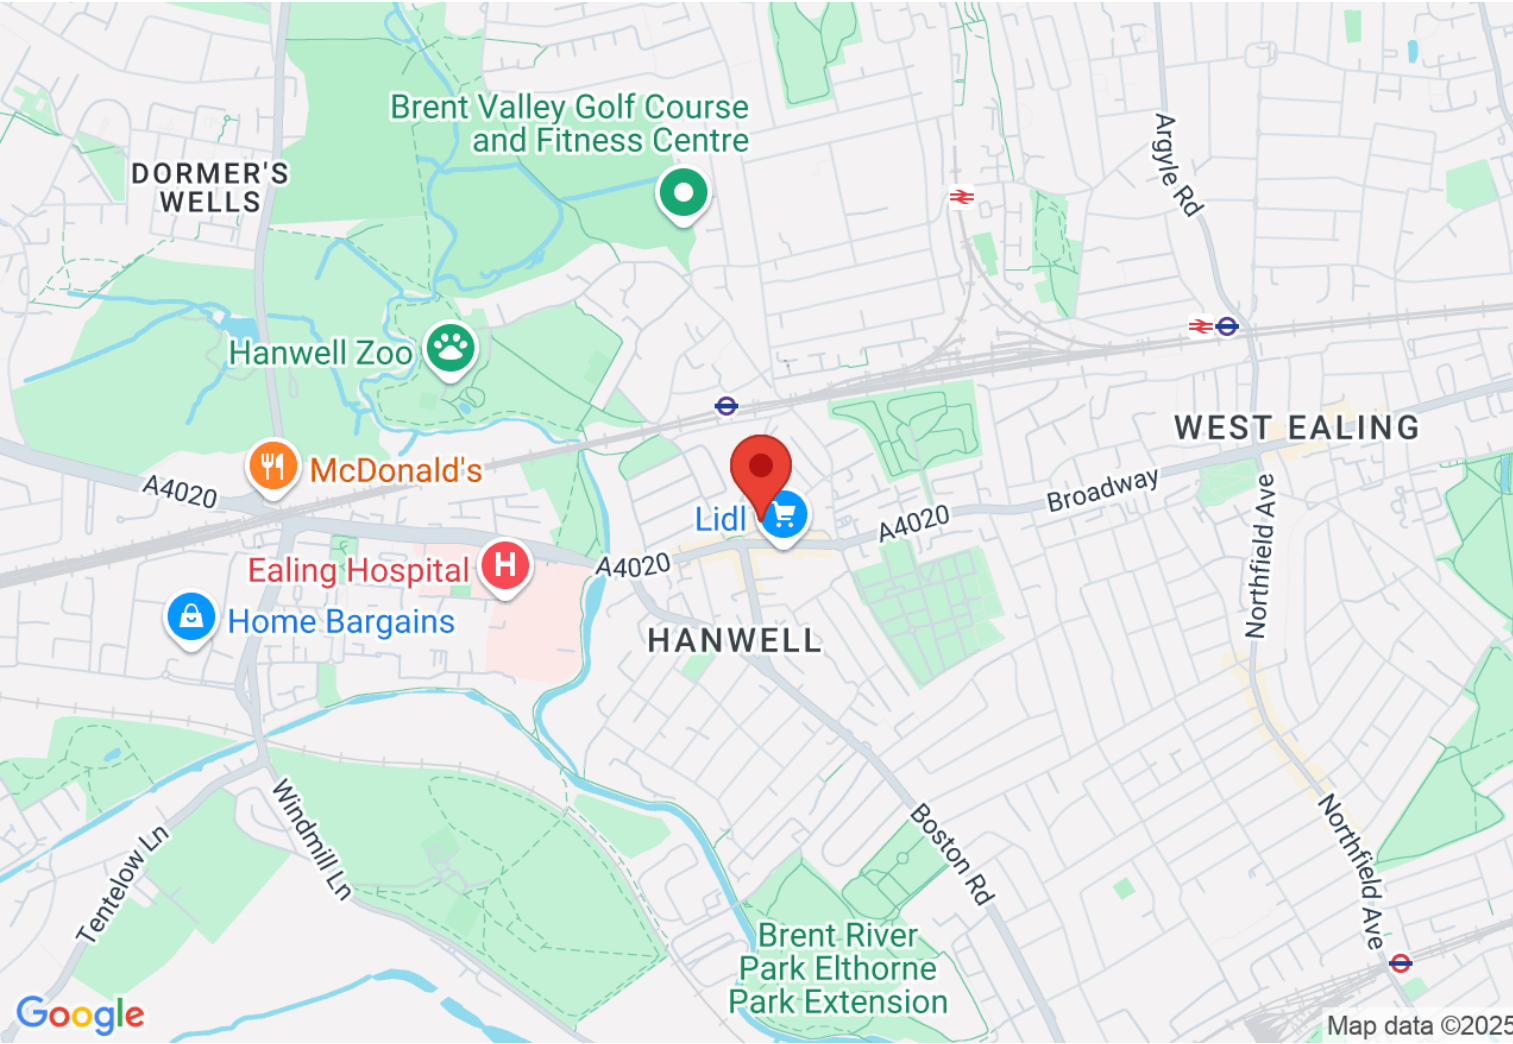 Brent Valley Golf Course
and Fitness Centre
Argyle Rd
DORMER'S
WELLS
Hanwell Zoo
WEST EALING
McDonald's
A4020
Broadway
Lidl
A4020
Northfield Ave
Ealing Hospital
H
A4020
Home Bargains
HANWELL
Windmill Ln
Tentelow Ln
Boston Rd
Northfield Ave
Brent River
Park Elthorne
Park Extension
Google
Map data ©2025